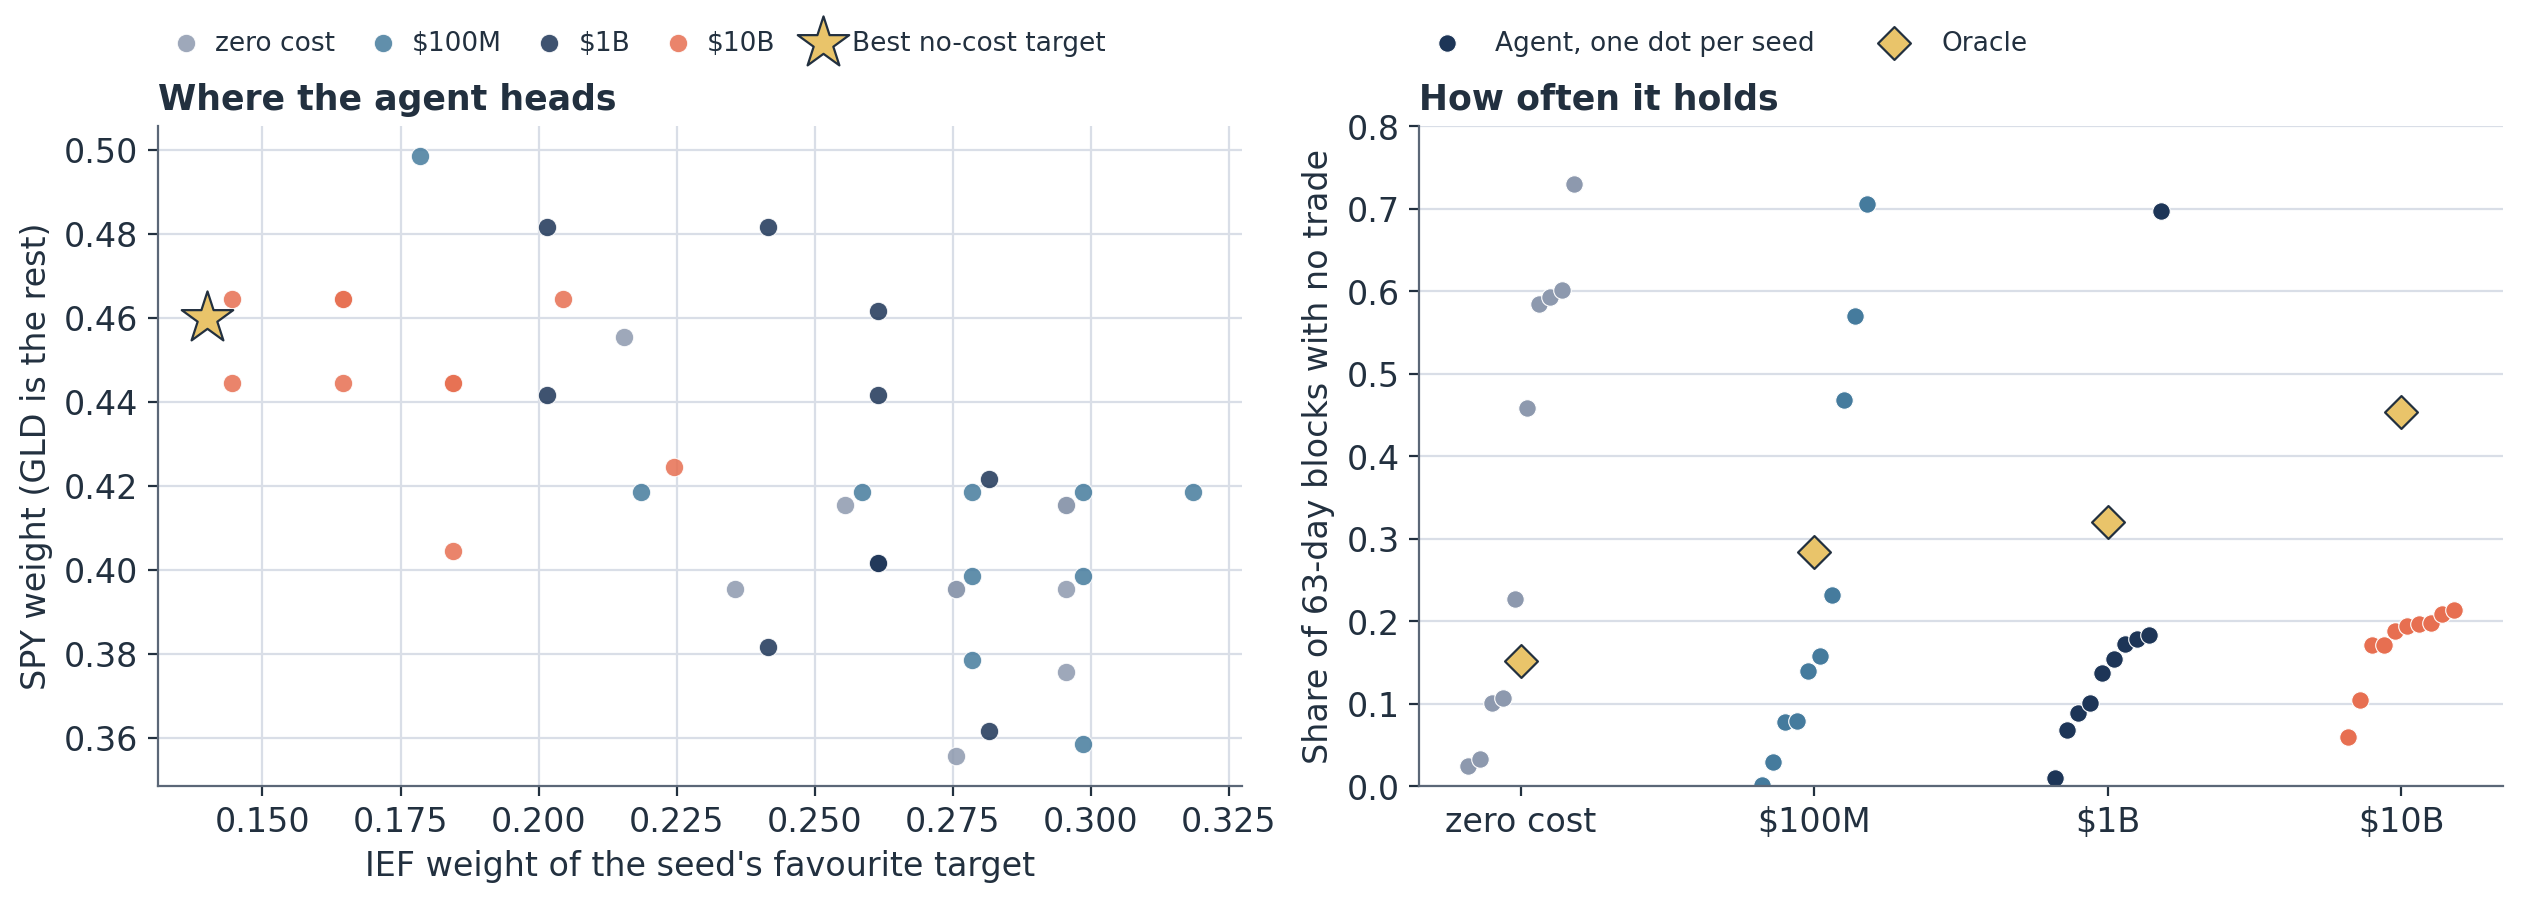 zero cost $100M $1B $10B Best no-cost target
Where the agent heads
SPY weight (GLD is the rest)
0.50
0.48
0.46
0.44
0.42
0.40
0.38
0.36
0.150 0.175 0.200 0.225 0.250 0.275 0.300 0.325
IEF weight of the seed's favourite target
Agent, one dot per seed Oracle
How often it holds
Share of 63-day blocks with no trade
0.8
0.7
0.6
0.5
0.4
0.3
0.2
0.1
0.0
zero cost $100M $1B $10B